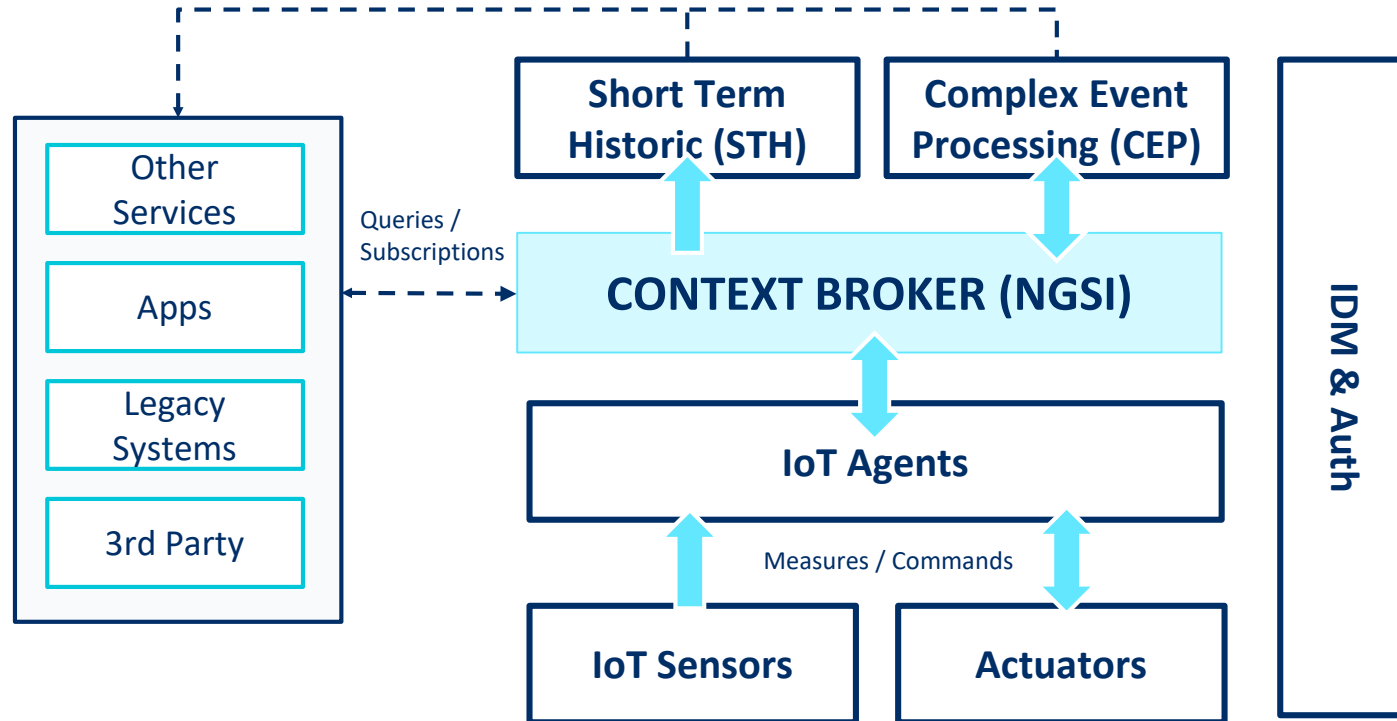 Short Term
Historic (STH)
Complex Event
Processing (CEP)
Other
Services
Apps
Legacy
Systems
3rd Party
Queries /
Subscriptions
CONTEXT BROKER (NGSI)
IoT Agents
Measures / Commands
IoT Sensors
Actuators
IDM & Auth